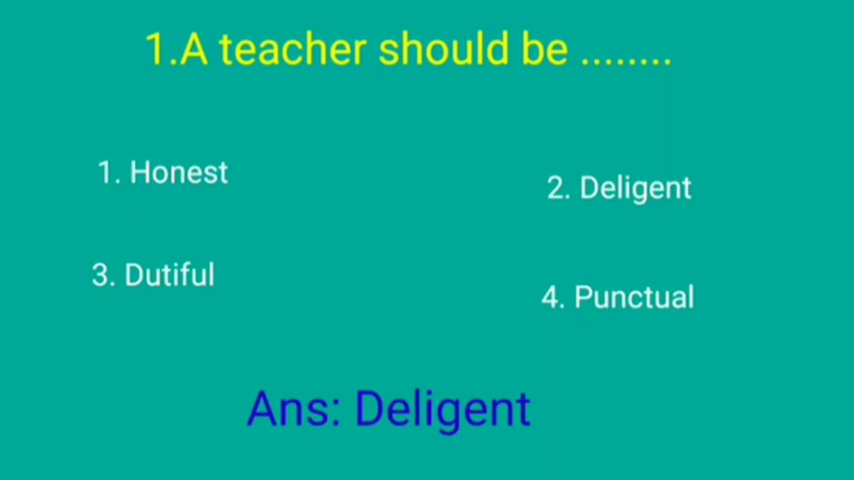 1.A teacher should be ........
1. Honest
2. Deligent
3. Dutiful
4. Punctual
Ans: Deligent